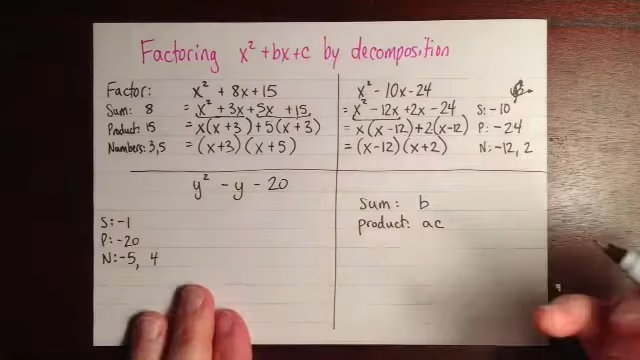 Factoring x² + bx + c by decomposition
Factor: x² + 8x + 15
Sum: 8 = x² + 3x + 5x + 15
Product: 15 = x(x+3) + 5(x+3)
Numbers: 3,5 = (x+3)(x+5)
x² - 10x - 24
= x² - 12x + 2x - 24 S: -10
= x(x-12) + 2(x-12) P: -24
= (x-12)(x+2) N: -12, 2
y² - y - 20
S: -1
P: -20
N: -5, 4
Sum: b
product: ac